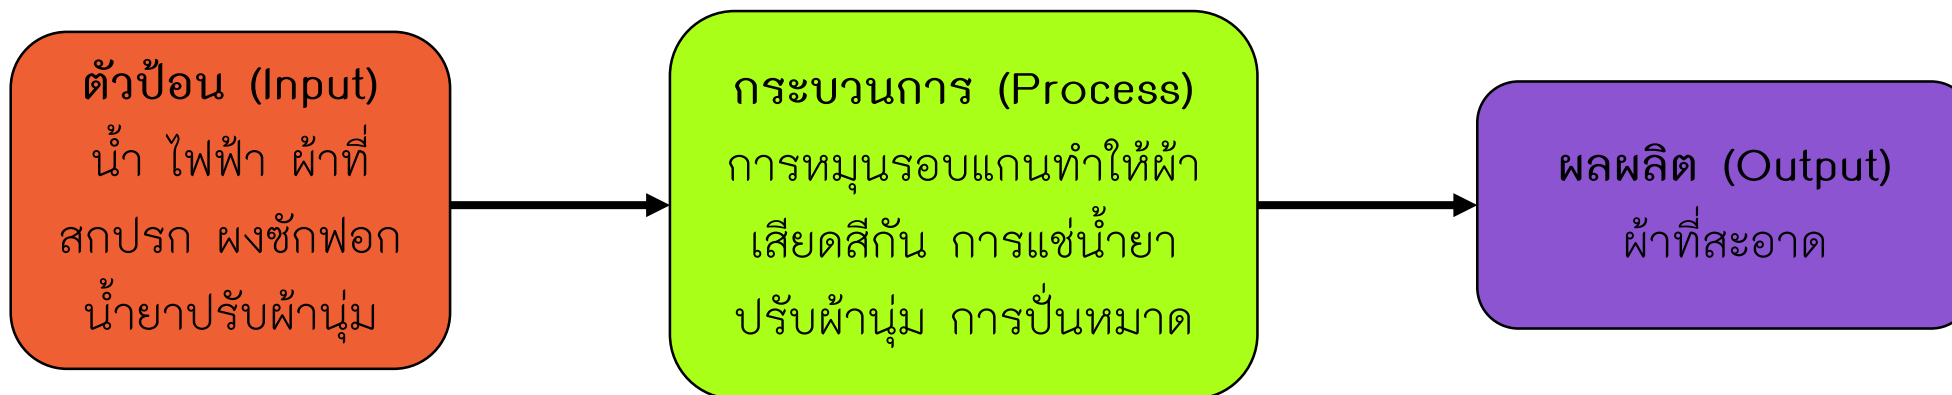 ตัวป้อน (Input)
น้ำ ไฟฟ้า ผ้าที่
สกปรก ผงซักฟอก
น้ำยาปรับผ้านุ่ม
กระบวนการ (Process)
การหมุนรอบแกนทำให้ผ้า
เสียดสีกัน การแช่น้ำยา
ปรับผ้านุ่ม การปั่นหมาด
ผลผลิต (Output)
ผ้าที่สะอาด